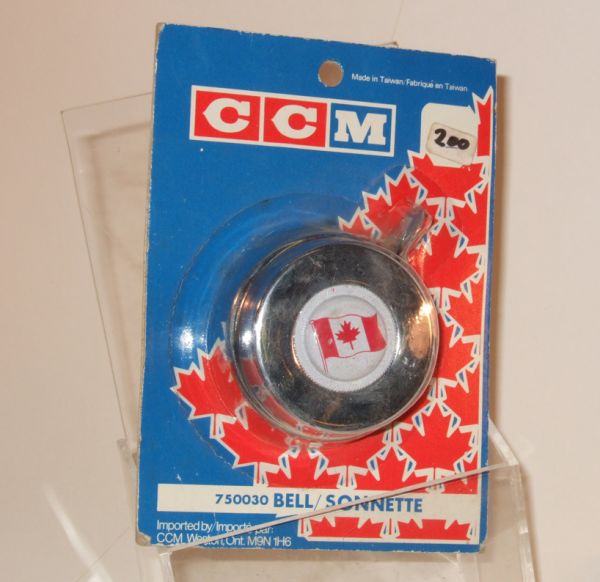 Made in Taiwan/Fabriqué en Taiwan
CCM
2.00
750030 BELL/SONNETTE
Imported by/Importé par:
CCM, Weston, Ont. M9N 1H6